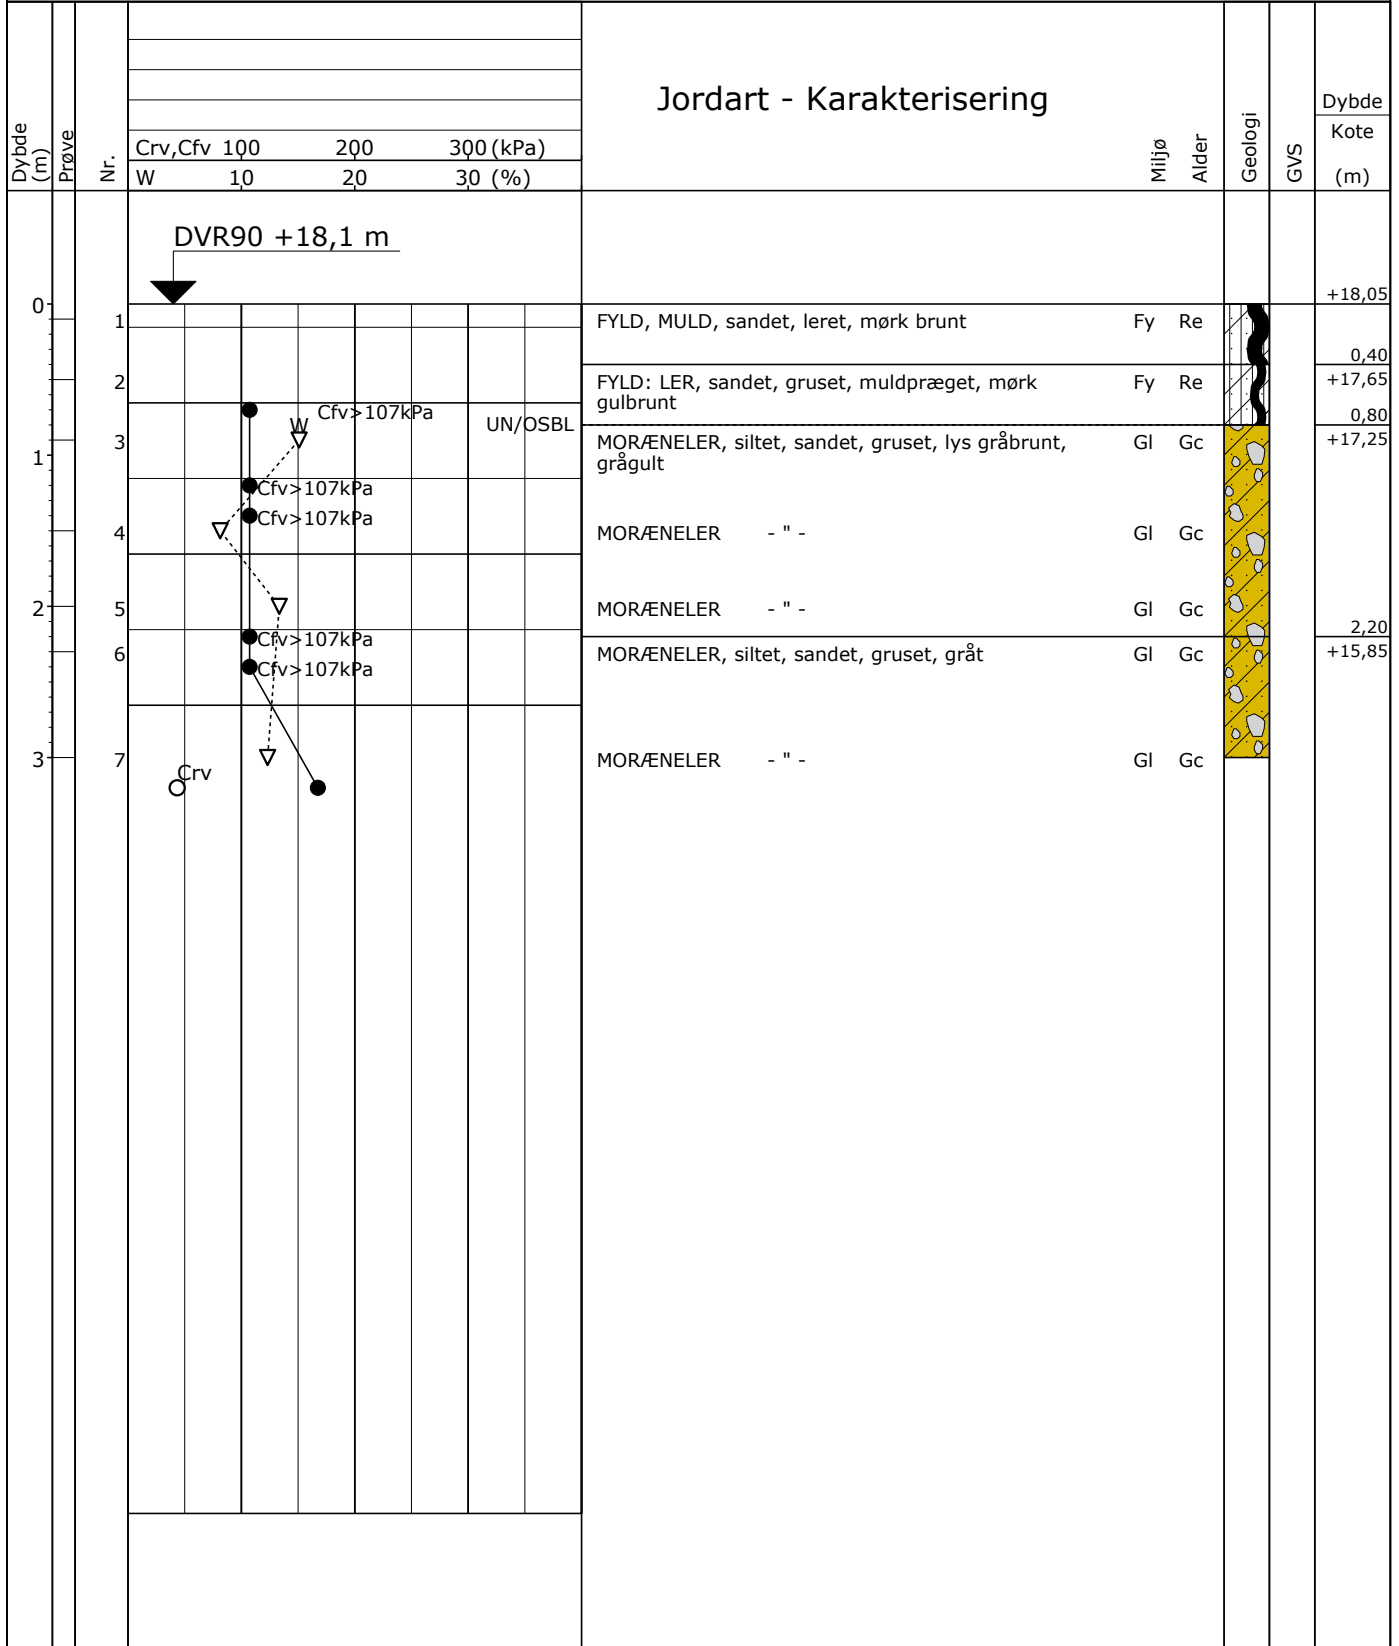 Jordart - Karakterisering
Dybde (m)
Prøve
Nr.
Crv,Cfv 100 200 300 (kPa)
W 10 20 30 (%)
Miljø
Alder
Geologi
GVS
Dybde
Kote
(m)
DVR90 +18,1 m
0 +18,05
1 FYLD, MULD, sandet, leret, mørk brunt Fy Re
0,40
2 FYLD: LER, sandet, gruset, muldpræget, mørk Fy Re +17,65
gulbrunt
Cfv>107kPa
0,80
W UN/OSBL
3 MORÆNELER, siltet, sandet, gruset, lys gråbrunt, Gl Gc +17,25
1 grågult
Cfv>107kPa
Cfv>107kPa
4 MORÆNELER - " - Gl Gc
2 5 MORÆNELER - " - Gl Gc
2,20
Cfv>107kPa
6 MORÆNELER, siltet, sandet, gruset, gråt Gl Gc +15,85
Cfv>107kPa
3 7 MORÆNELER - " - Gl Gc
Crv